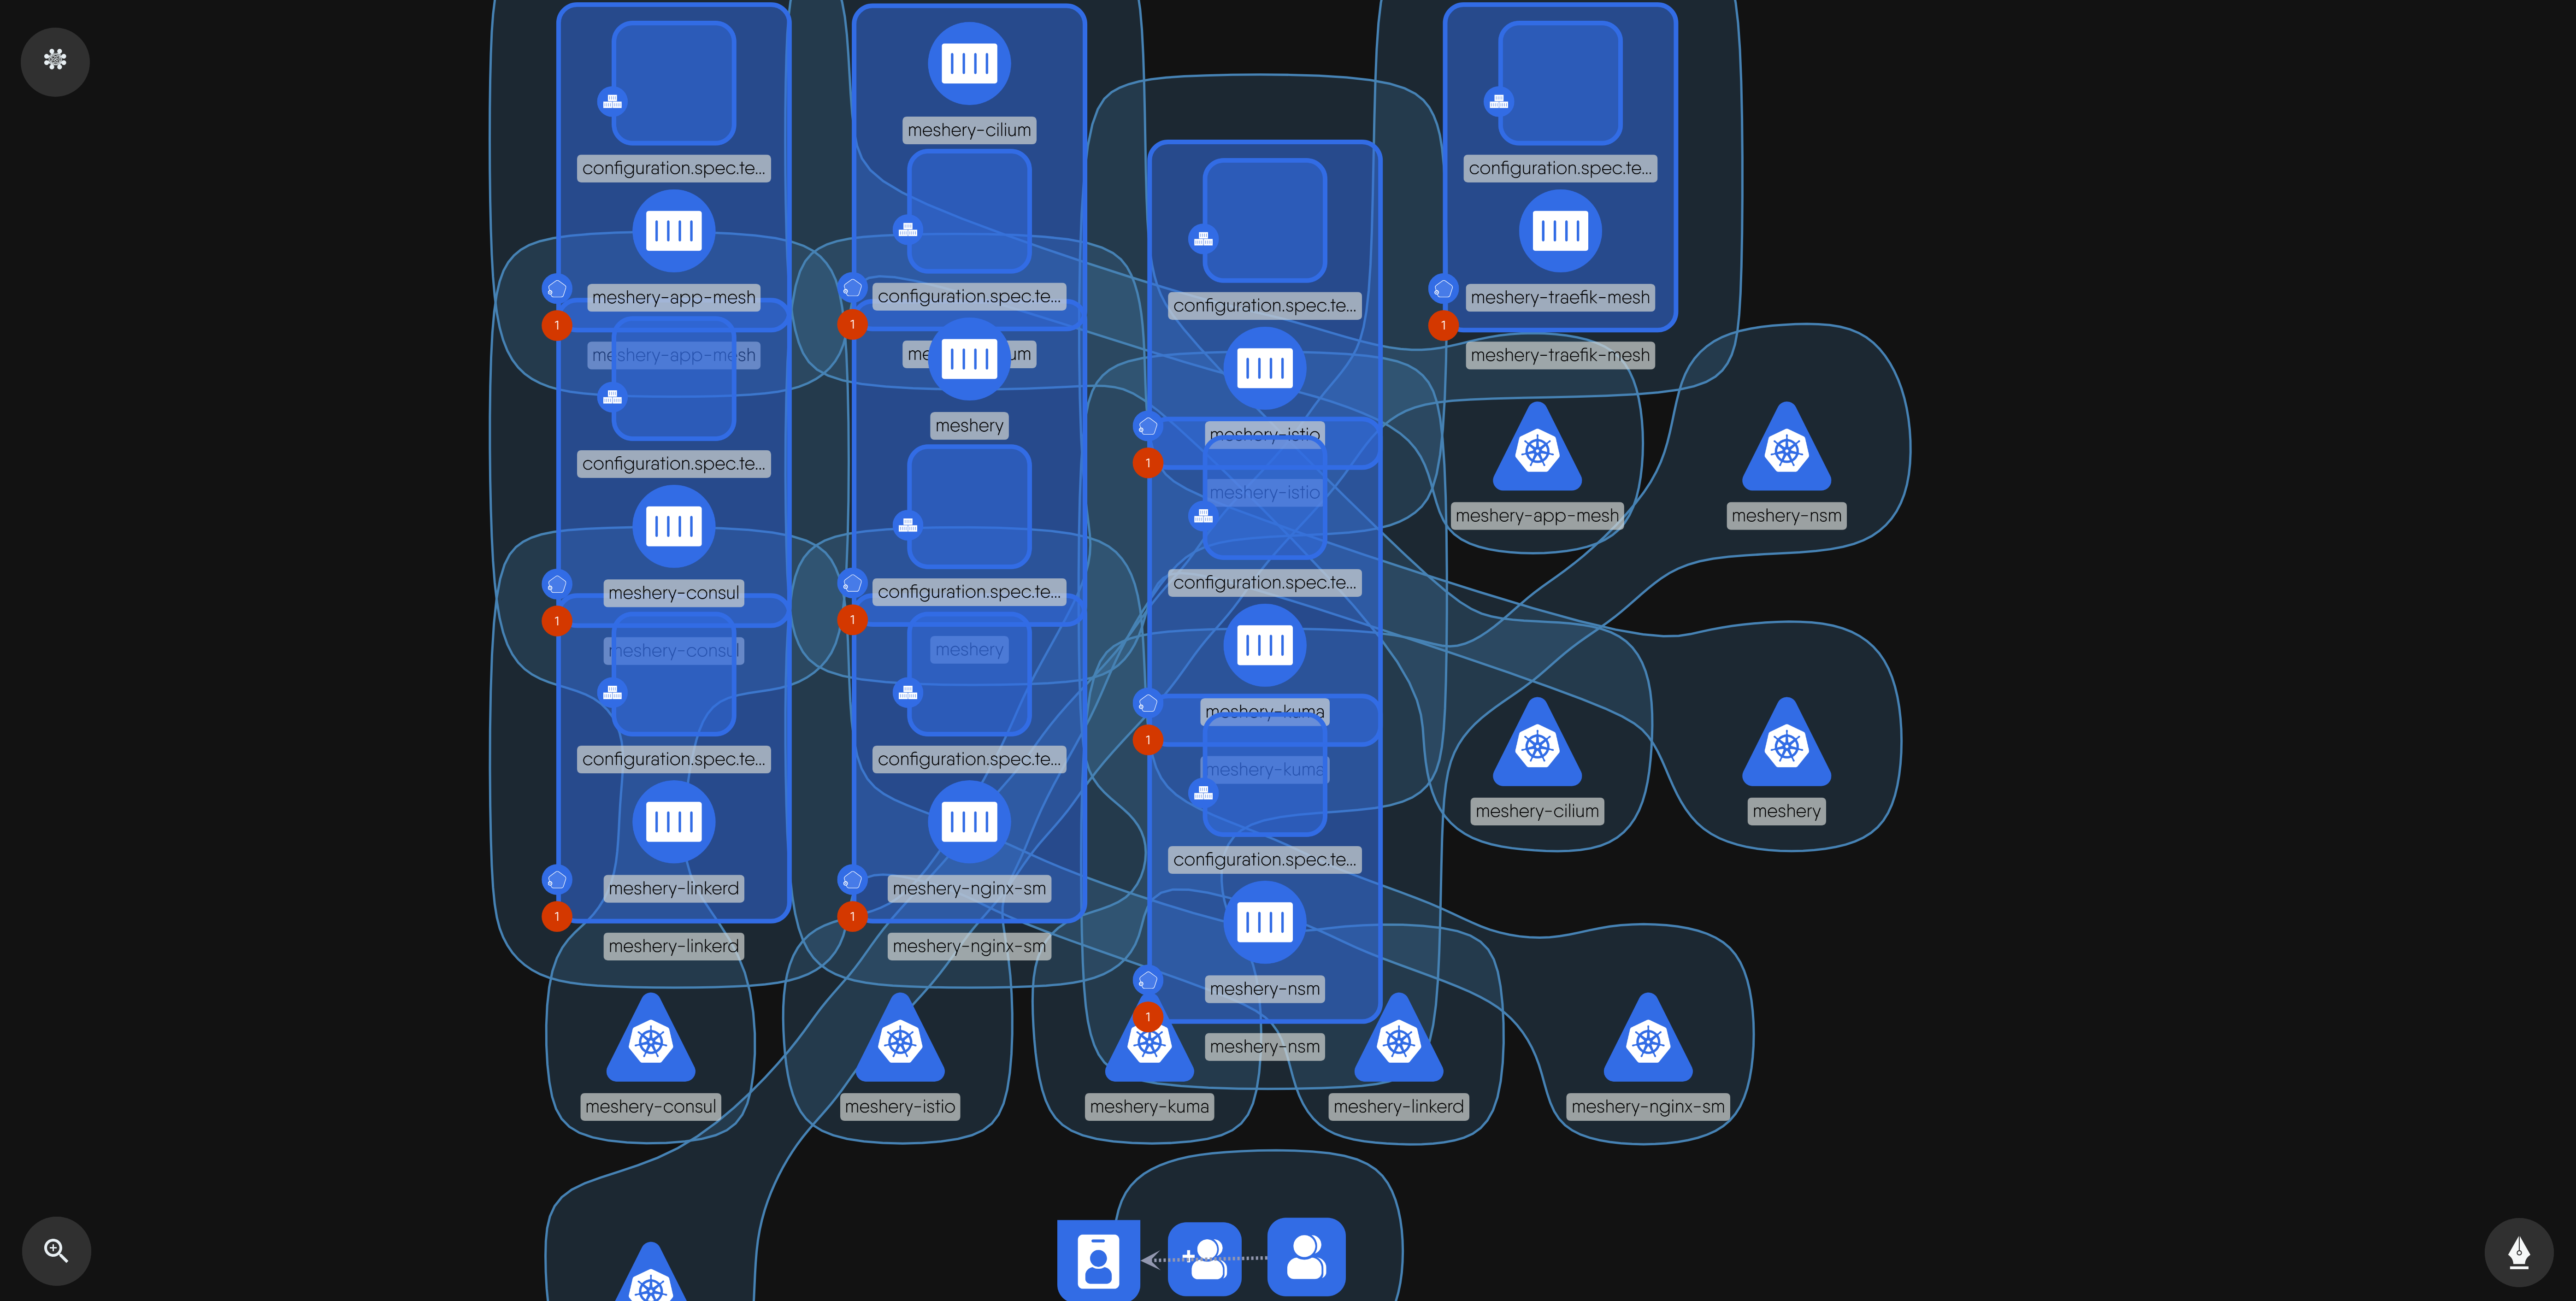 configuration.spec.te...
meshery-app-mesh
1
meshery-app-mesh
configuration.spec.te...
meshery-consul
1
meshery-consul
configuration.spec.te...
meshery-linkerd
1
meshery-linkerd
meshery-cilium
configuration.spec.te...
1
me
um
meshery
configuration.spec.te...
1
meshery
configuration.spec.te...
meshery-nginx-sm
1
meshery-nginx-sm
configuration.spec.te...
meshery-istio
1
meshery-istio
configuration.spec.te...
meshery-kuma
1
meshery-kuma
configuration.spec.te...
meshery-nsm
1
meshery-nsm
configuration.spec.te...
meshery-traefik-mesh
1
meshery-traefik-mesh
meshery-app-mesh
meshery-nsm
meshery-cilium
meshery
meshery-consul
meshery-istio
meshery-kuma
meshery-linkerd
meshery-nginx-sm